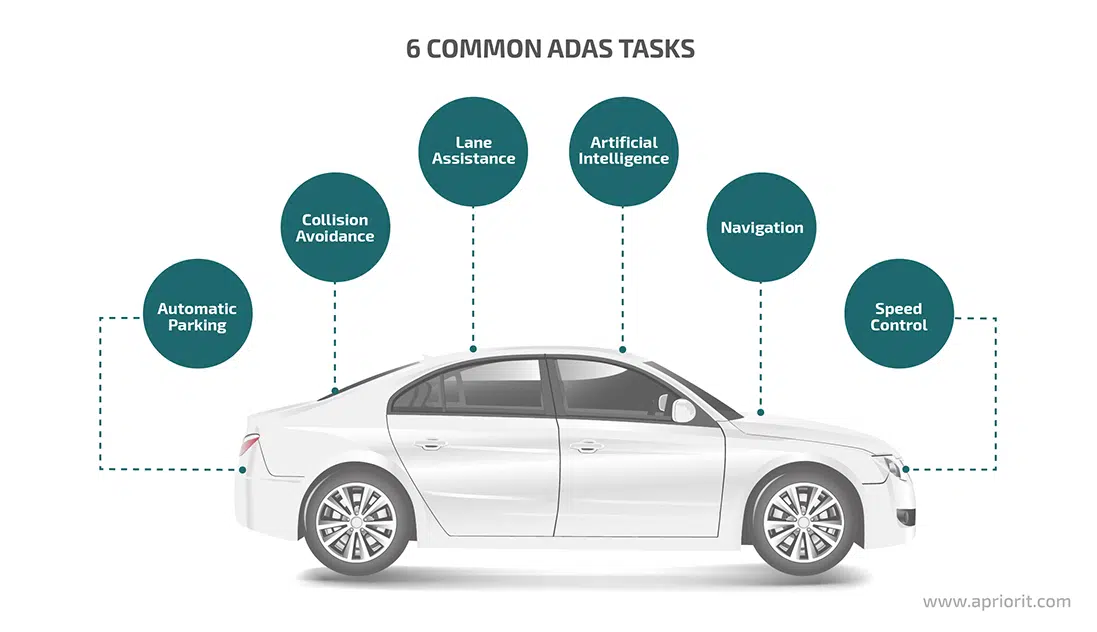 6 COMMON ADAS TASKS
Lane
Assistance
Artificial
Intelligence
Collision
Avoidance
Navigation
Automatic
Parking
Speed
Control
www.apriorit.com